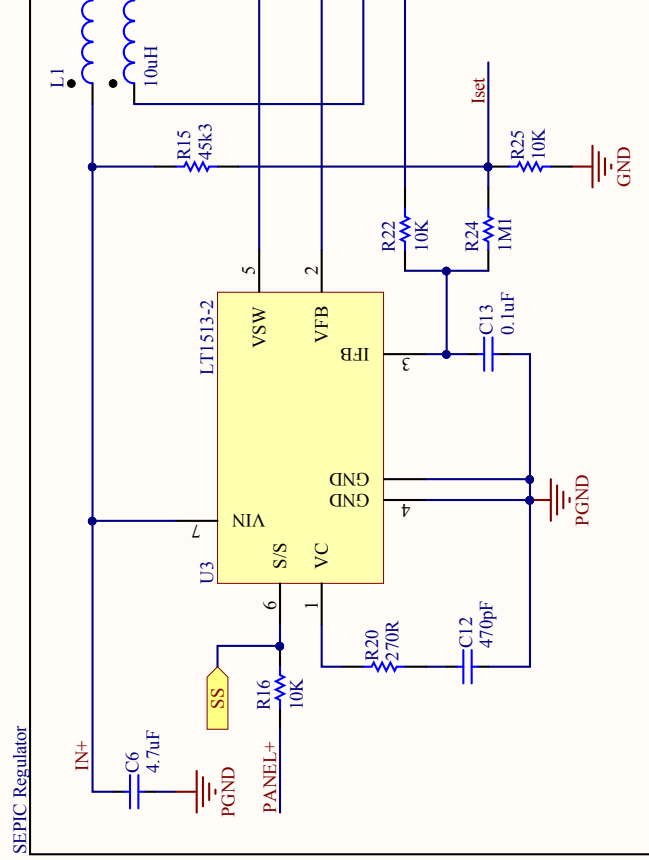 SEPIC Regulator
IN+
C6
4.7uF
PGND
PANEL+
SS
R16
10K
U3
LT1513-2
7
VIN
6
S/S
1
VC
5
VSW
2
VFB
3
IFB
GND
GND
4
R20
270R
C12
470pF
PGND
C13
0.1uF
R22
10K
R24
1M1
R15
45k3
L1
10uH
Iset
R25
10K
GND